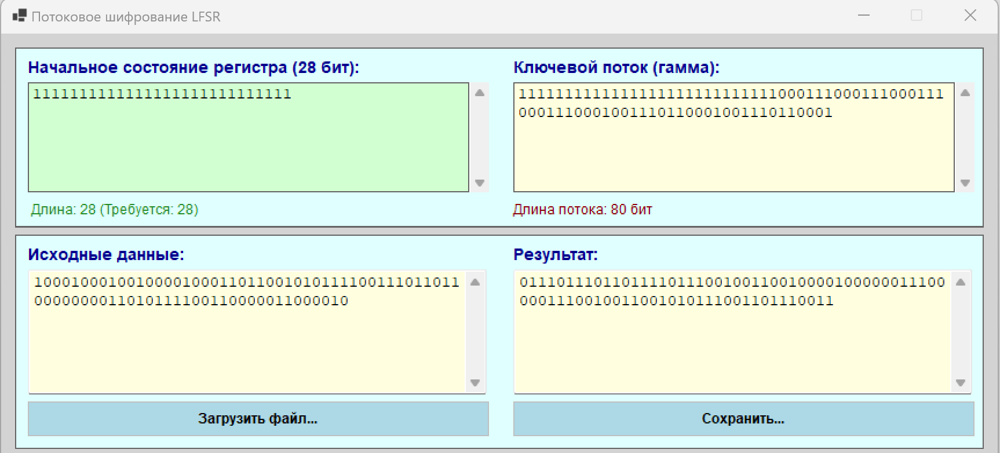 Потоковое шифрование LFSR
Начальное состояние регистра (28 бит):
1111111111111111111111111111
Длина: 28 (Требуется: 28)
Ключевой поток (гамма):
1111111111111111111111111111000111000111000111
0001110001001110110001001110110001
Длина потока: 80 бит
Исходные данные:
1000100010010000100011011001010111100111011011
0000000011010111100110000011000010
Загрузить файл...
Результат:
0111011101101111011100100110010000100000011100
0001110010011001010111001101110011
Сохранить...